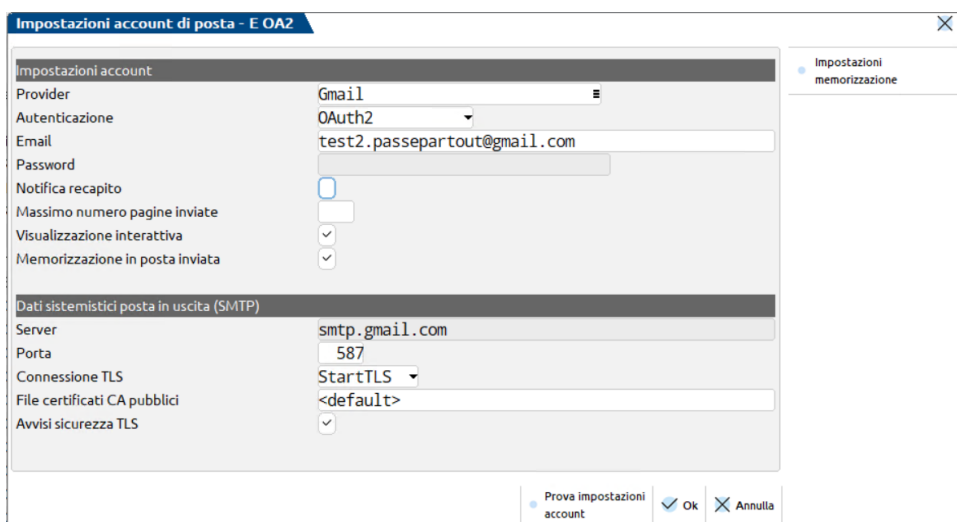 Impostazioni account di posta - E OA2
Impostazioni
memorizzazione
Impostazioni account
Provider Gmail
Autenticazione OAuth2
Email test2.passepartout@gmail.com
Password
Notifica recapito
Massimo numero pagine inviate
Visualizzazione interattiva
Memorizzazione in posta inviata
Dati sistemistici posta in uscita (SMTP)
Server smtp.gmail.com
Porta 587
Connessione TLS StartTLS
File certificati CA pubblici <default>
Avvisi sicurezza TLS
Prova impostazioni
account
Ok
Annulla